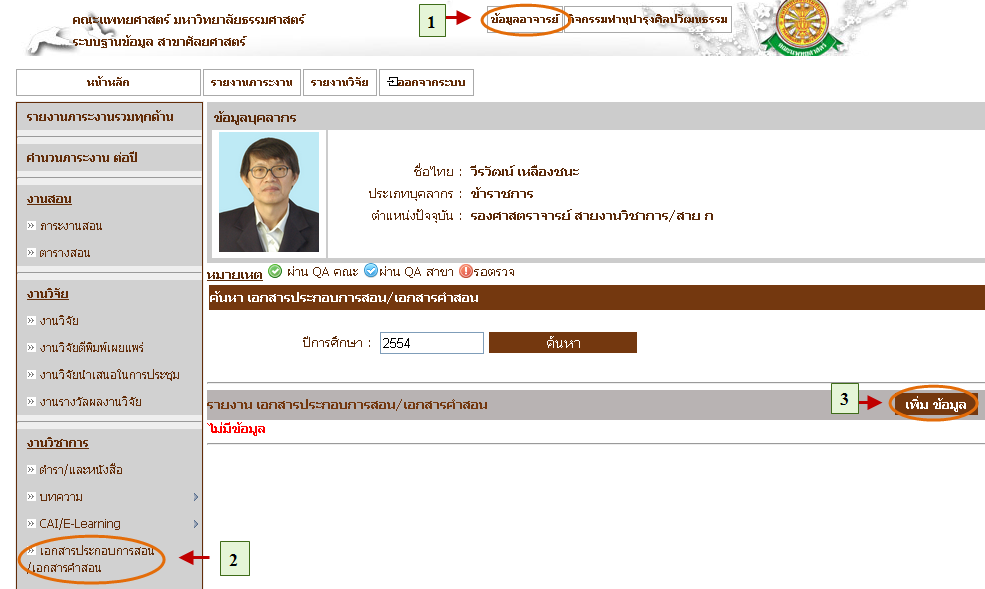 คณะแพทยศาสตร์ มหาวิทยาลัยธรรมศาสตร์
ระบบฐานข้อมูล สาขาศัลยศาสตร์
1
ข้อมูลอาจารย์
กิจกรรมทำนุบำรุงศิลปวัฒนธรรม
หน้าหลัก
รายงานภาระงาน
รายงานวิจัย
ออกจากระบบ
รายงานภาระงานรวมทุกด้าน
คำนวนภาระงาน ต่อปี
งานสอน
ภาระงานสอน
ตารางสอน
งานวิจัย
งานวิจัย
งานวิจัยตีพิมพ์เผยแพร่
งานวิจัยนำเสนอในการประชุม
งานรางวัลผลงานวิจัย
งานวิชาการ
ตำรา/และหนังสือ
บทความ
CAI/E-Learning
เอกสารประกอบการสอน
/เอกสารคำสอน
2
ข้อมูลบุคลากร
ชื่อไทย : วีรวัฒน์ เหลืองชนะ
ประเภทบุคลากร : ข้าราชการ
ตำแหน่งปัจจุบัน : รองศาสตราจารย์ สายงานวิชาการ/สาย ก
หมายเหตุ ผ่าน QA คณะ ผ่าน QA สาขา รอตรวจ
ค้นหา เอกสารประกอบการสอน/เอกสารคำสอน
ปีการศึกษา : 2554 ค้นหา
รายงาน เอกสารประกอบการสอน/เอกสารคำสอน
3
เพิ่ม ข้อมูล
ไม่มีข้อมูล